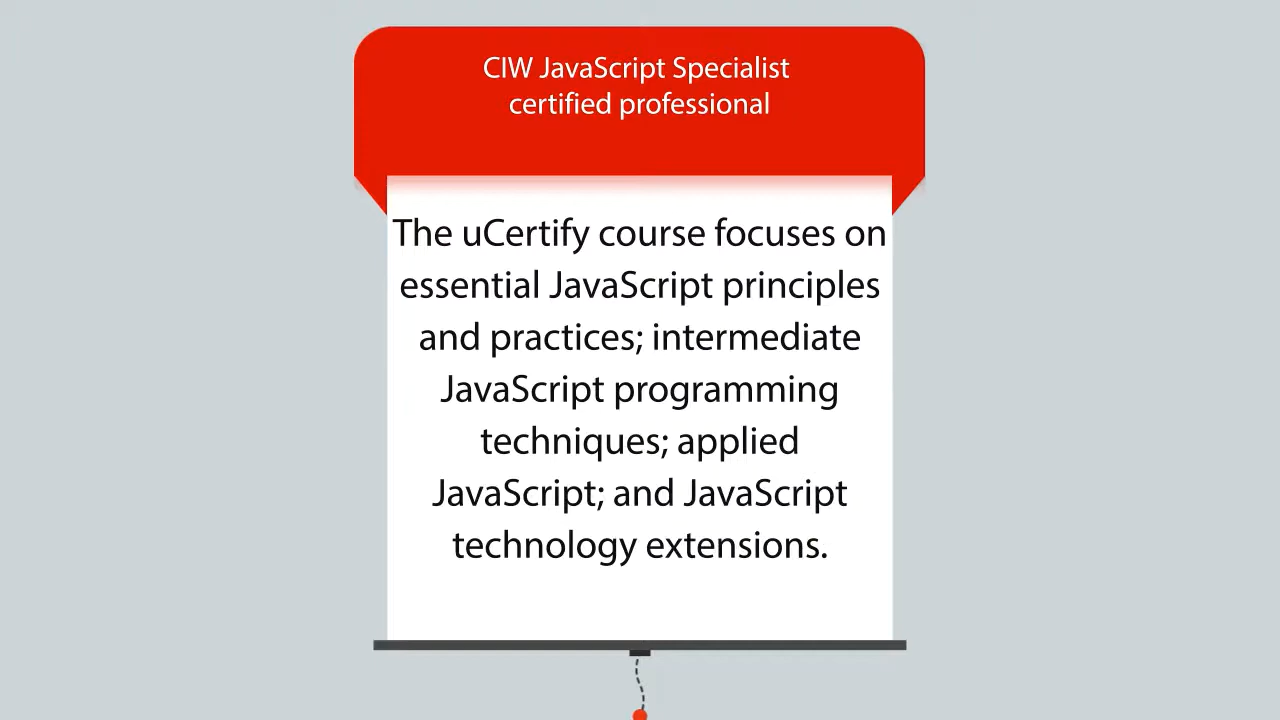 CIW JavaScript Specialist
certified professional
The uCertify course focuses on
essential JavaScript principles
and practices; intermediate
JavaScript programming
techniques; applied
JavaScript; and JavaScript
technology extensions.